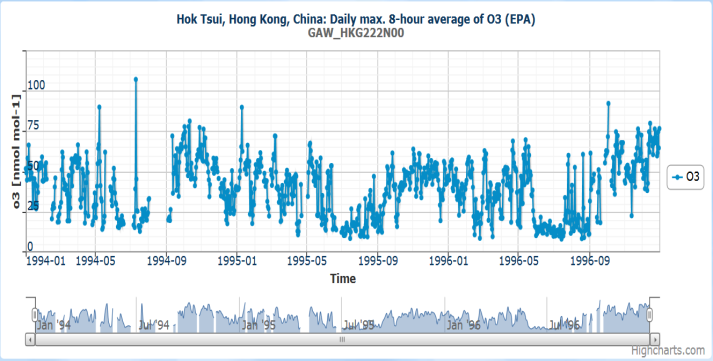 Hok Tsui, Hong Kong, China: Daily max. 8-hour average of O3 (EPA)
GAW_HKG222N00
100
75
50
25
0
o3 [nmol mol-1]
1994-01 1994-05 1994-09 1995-01 1995-05 1995-09 1996-01 1996-05 1996-09
Time
O3
Jan '94 Jul '94 Jan '95 Jul '95 Jan '96 Jul '96
Highcharts.com